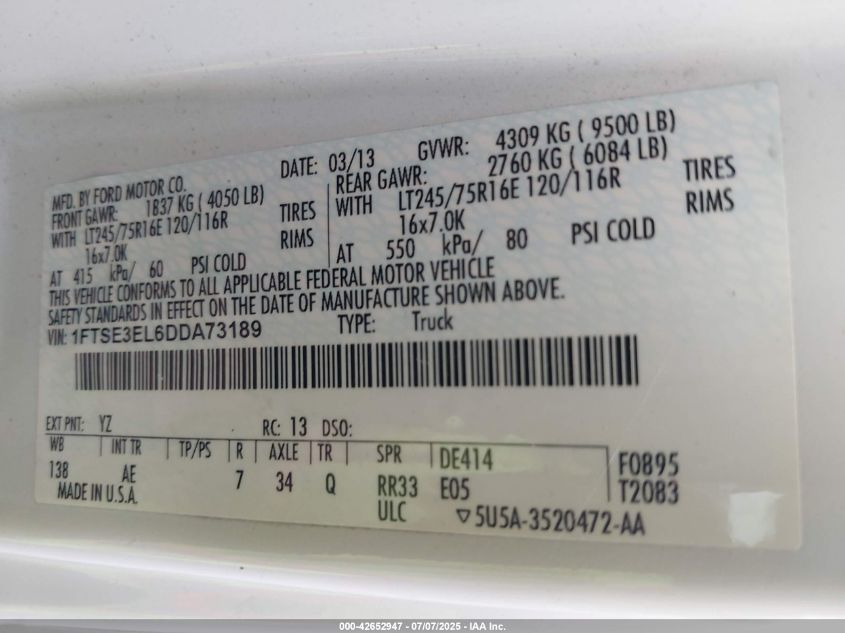 MFD. BY FORD MOTOR CO.
DATE: 03/13
GVWR: 4309 KG ( 9500 LB)
FRONT GAWR: 1837 KG ( 4050 LB)
WITH LT245/75R16E 120/116R TIRES
16x7.0K RIMS
AT 415 kPa/ 60 PSI COLD
REAR GAWR: 2760 KG ( 6084 LB)
WITH LT245/75R16E 120/116R TIRES
16x7.0K RIMS
AT 550 kPa/ 80 PSI COLD
THIS VEHICLE CONFORMS TO ALL APPLICABLE FEDERAL MOTOR VEHICLE
SAFETY STANDARDS IN EFFECT ON THE DATE OF MANUFACTURE SHOWN ABOVE.
VIN: 1FTSE3EL6DDA73189
TYPE: Truck
EXT PNT: YZ RC: 13 DSO:
WB INT TR TP/PS R AXLE TR SPR DE414 F0895
138 AE 7 34 Q RR33 E05 T2083
MADE IN U.S.A. ULC ▽5U5A-3520472-AA
000-42652947 - 07/07/2025 - IAA Inc.